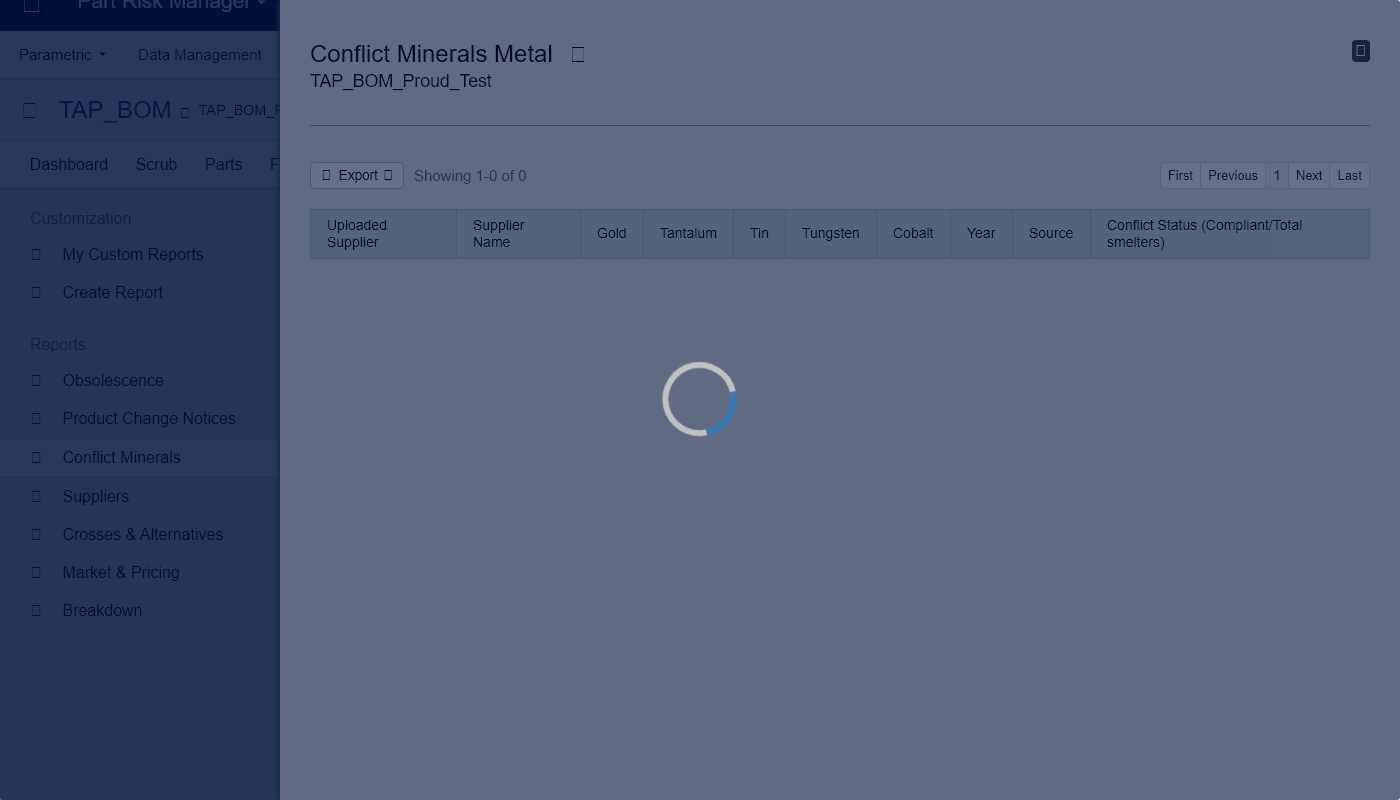 Part Risk Manager
Parametric
Data Management
TAP_BOM
TAP_BOM_P
Dashboard
Scrub
Parts
Customization
My Custom Reports
Create Report
Reports
Obsolescence
Product Change Notices
Conflict Minerals
Suppliers
Crosses & Alternatives
Market & Pricing
Breakdown
Conflict Minerals Metal
TAP_BOM_Proud_Test
Export
Showing 1-0 of 0
First Previous 1 Next Last
Uploaded
Supplier
Supplier
Name
Gold
Tantalum
Tin
Tungsten
Cobalt
Year
Source
Conflict Status (Compliant/Total
smelters)